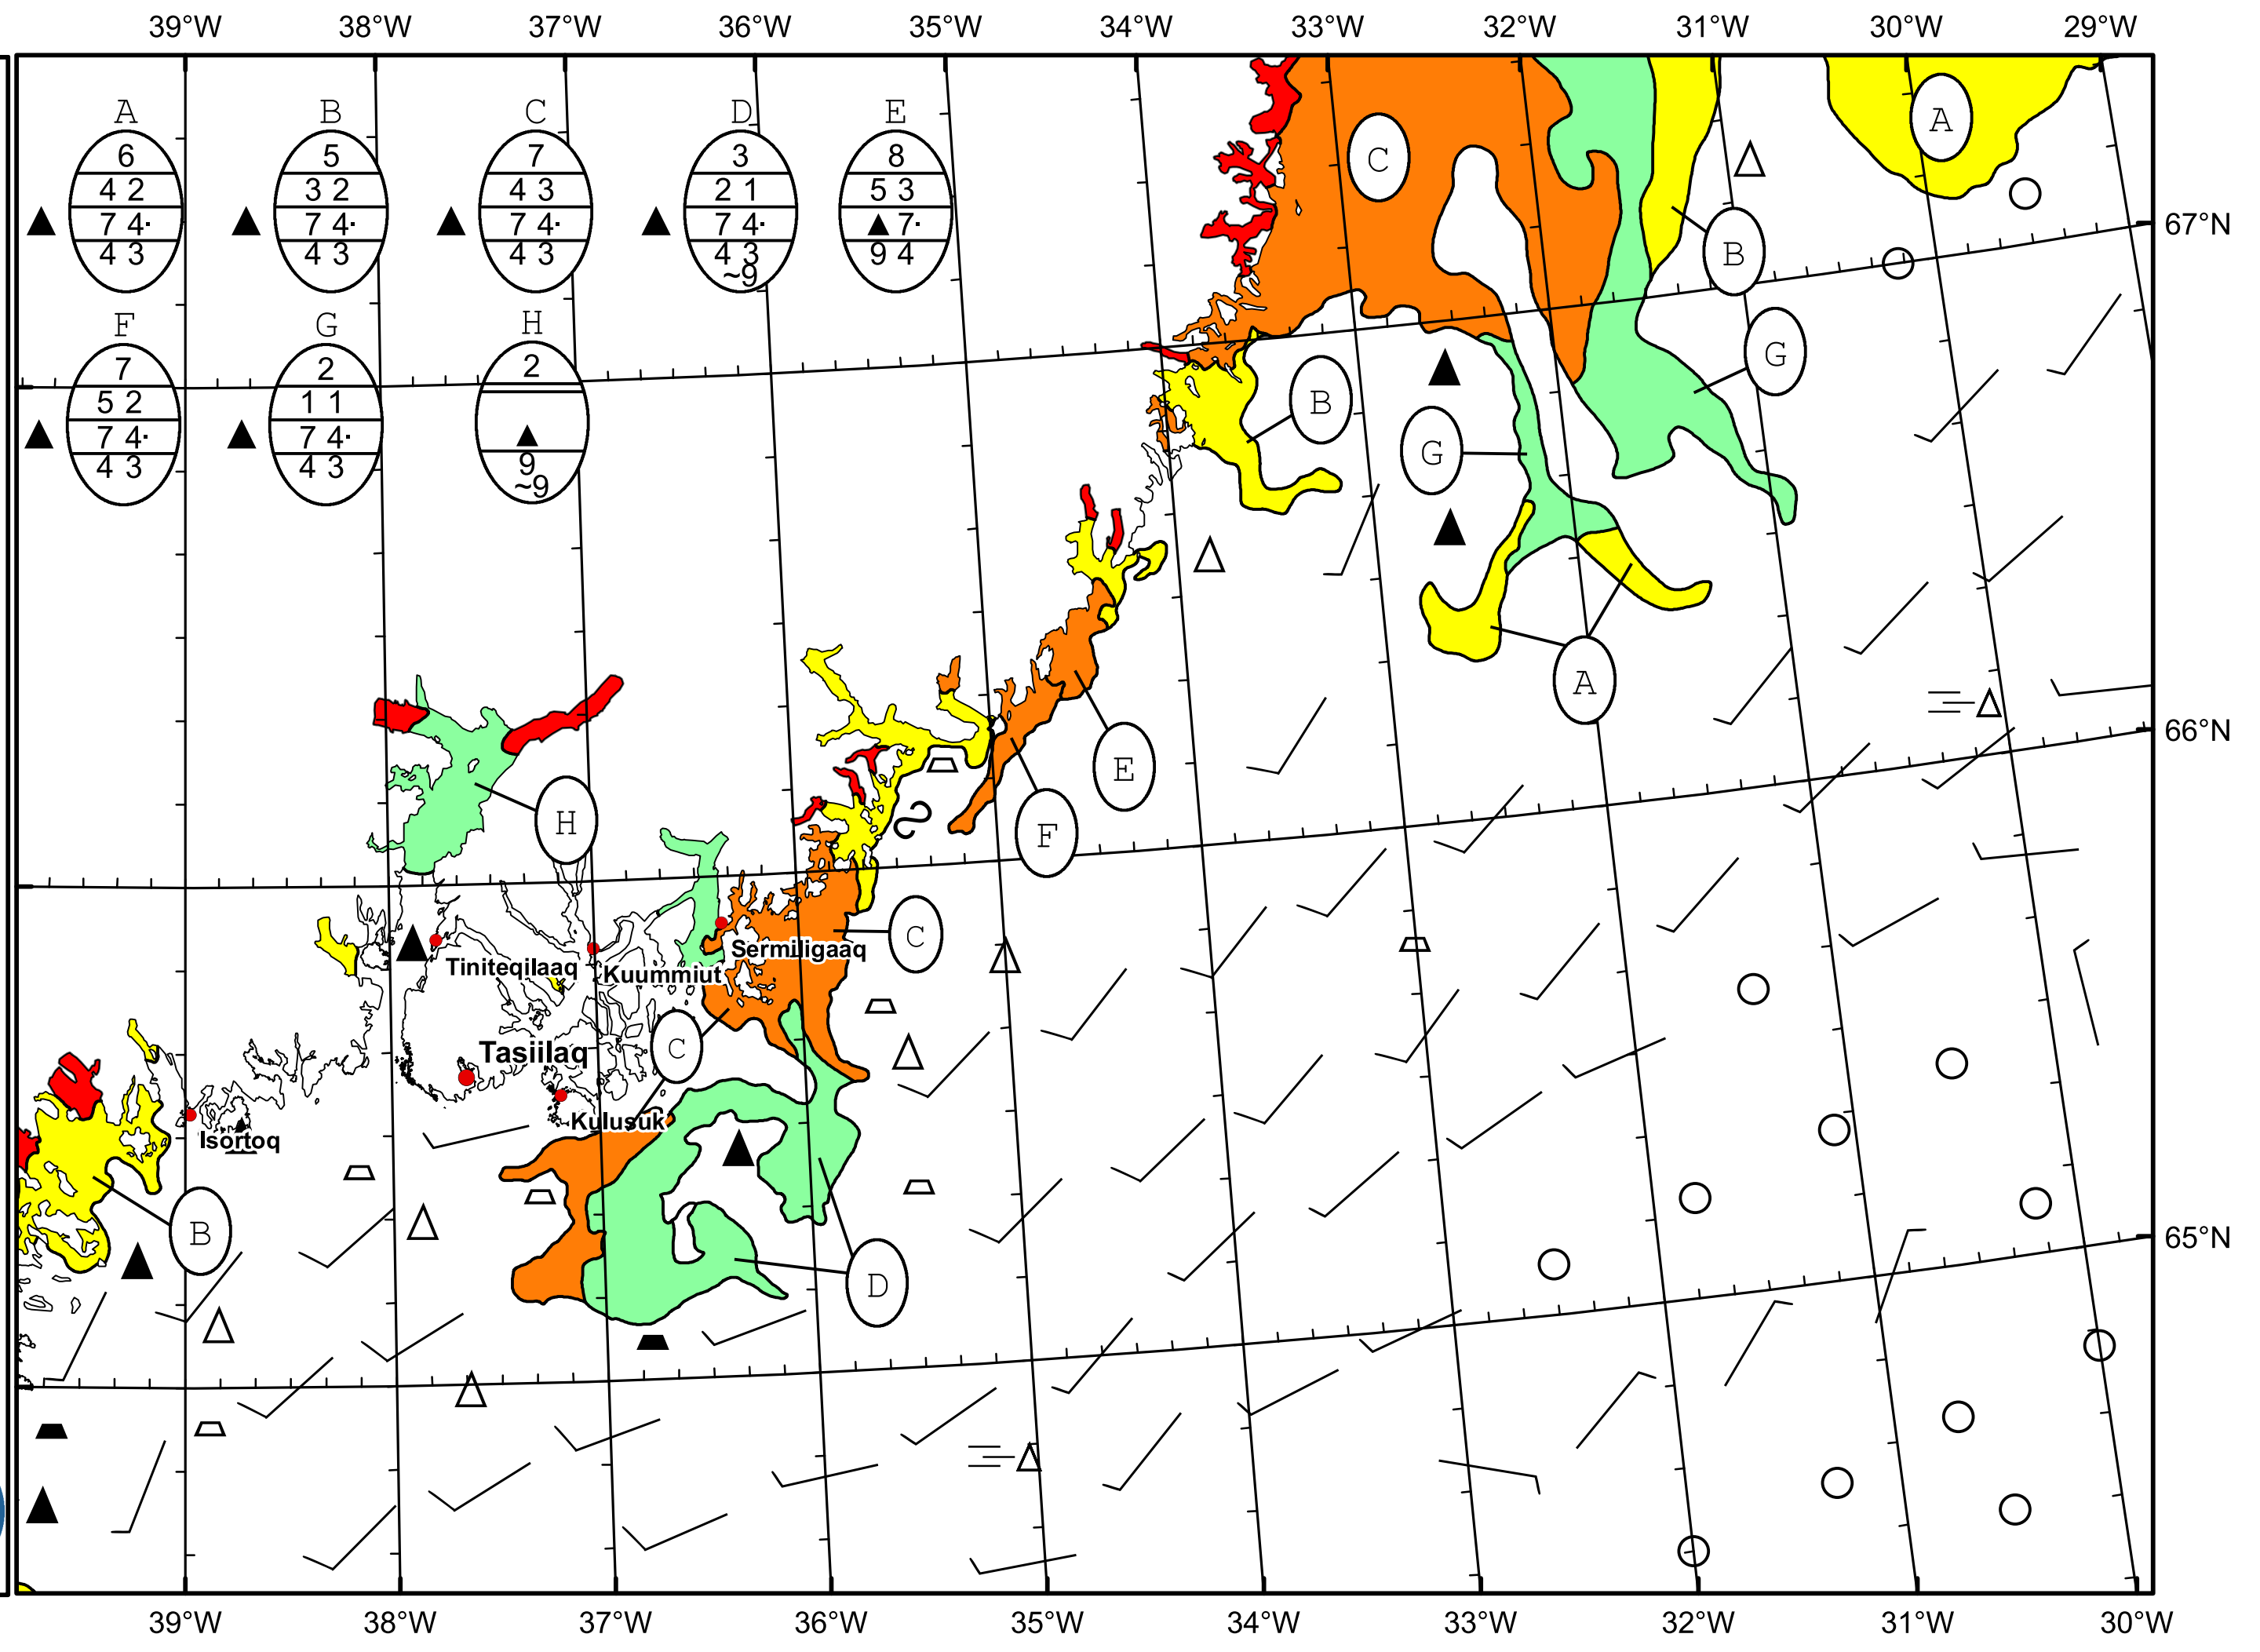 39°W 38°W 37°W 36°W 35°W 34°W 33°W 32°W 31°W 30°W 29°W
A B C D E
6 5 7 3 8
4 2 3 2 4 3 2 1 5 3
7 4· 7 4· 7 4· 7 4· ▲ 7·
4 3 4 3 4 3 4 3 9 4
~9
F G H
7 2 2
5 2 1 1
7 4· 7 4· ▲
4 3 4 3 9
~9
A
C
67°N
B
G
B
G
A
66°N
E
H
F
C
Sermiligaaq
Tiniteqilaaq
Kuummiut
C
Tasiilaq
Kulusuk
Isortoq
B
65°N
D
39°W 38°W 37°W 36°W 35°W 34°W 33°W 32°W 31°W 30°W